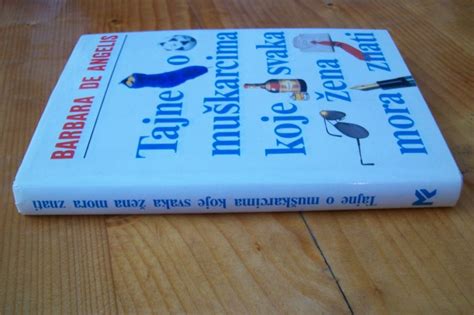 BARBARA DE ANGELIS
Tajne o
muškarcima
koje svaka
žena
mora znati
Tajne o muškarcima koje svaka žena mora znati